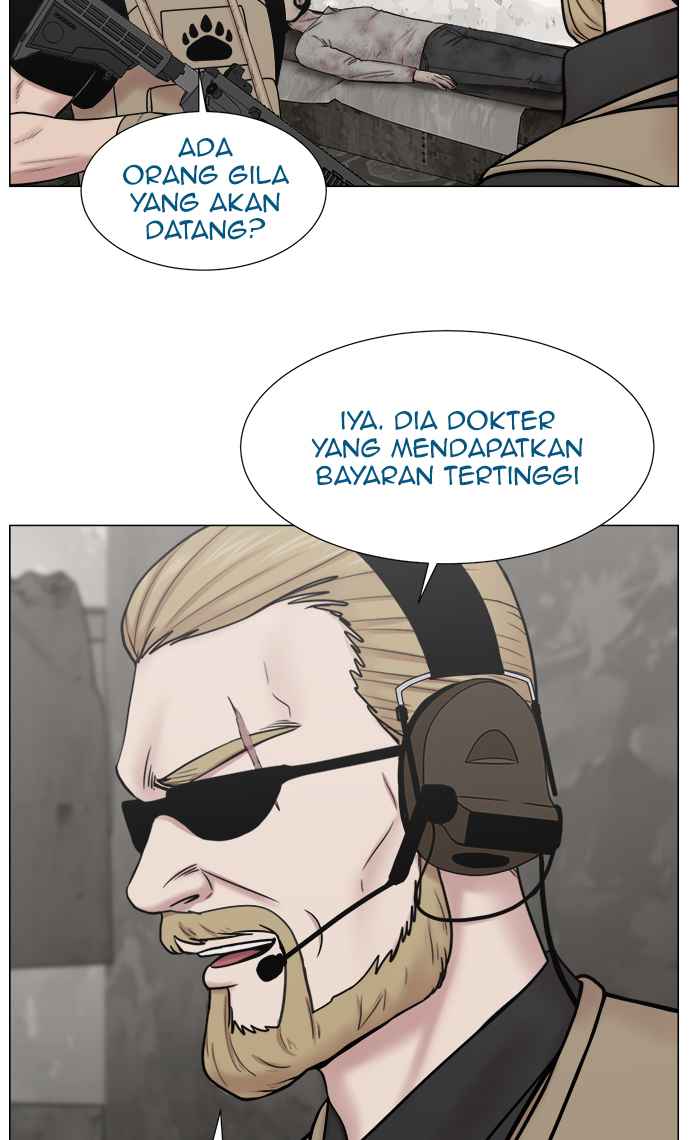 ADA
ORANG GILA
YANG AKAN
DATANG?
IYA. DIA DOKTER
YANG MENDAPATKAN
BAYARAN TERTINGGI